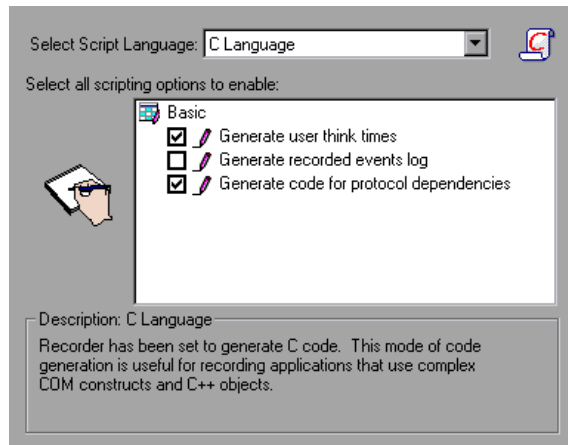 Select Script Language: C Language
C
Select all scripting options to enable:
Basic
Generate user think times
Generate recorded events log
Generate code for protocol dependencies
Description: C Language
Recorder has been set to generate C code. This mode of code
generation is useful for recording applications that use complex
COM constructs and C++ objects.